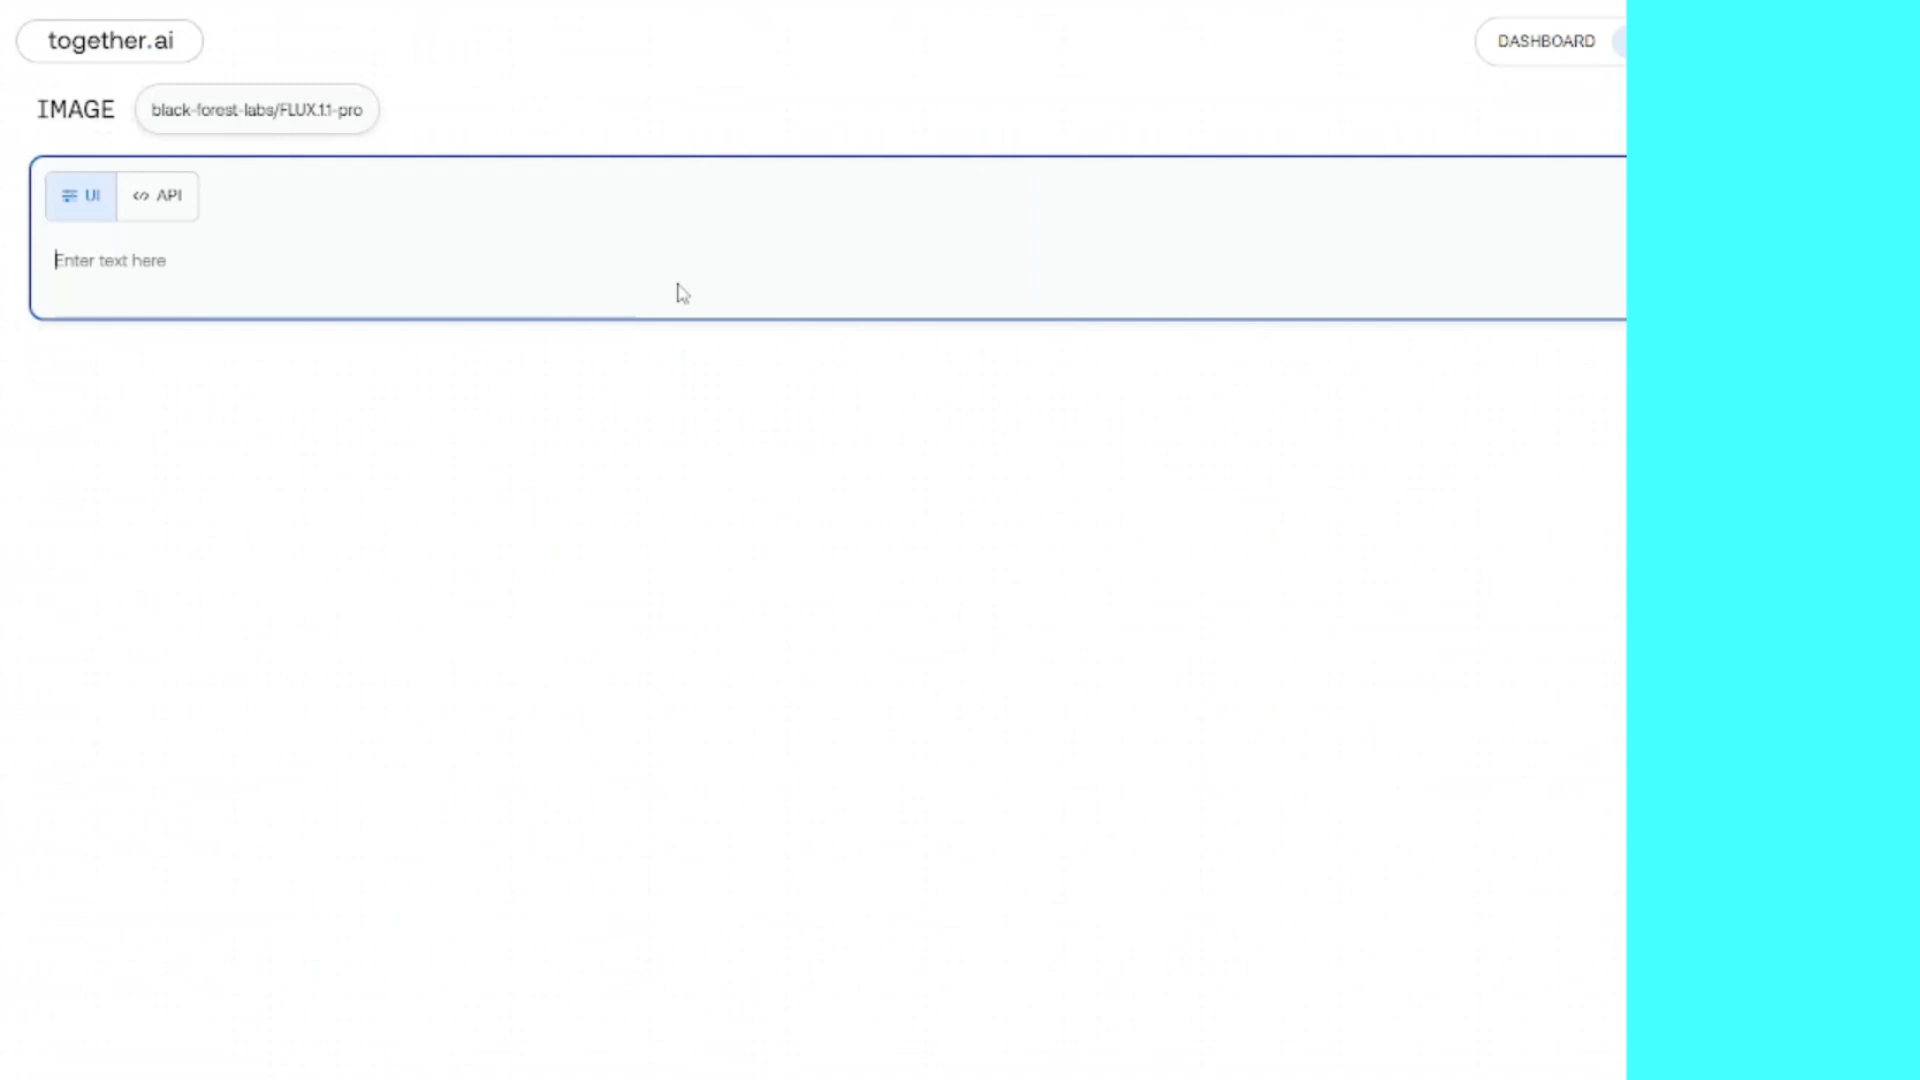 together.ai
DASHBOARD
IMAGE
black-forest-labs/FLUX.1.1-pro
UI
API
Enter text here